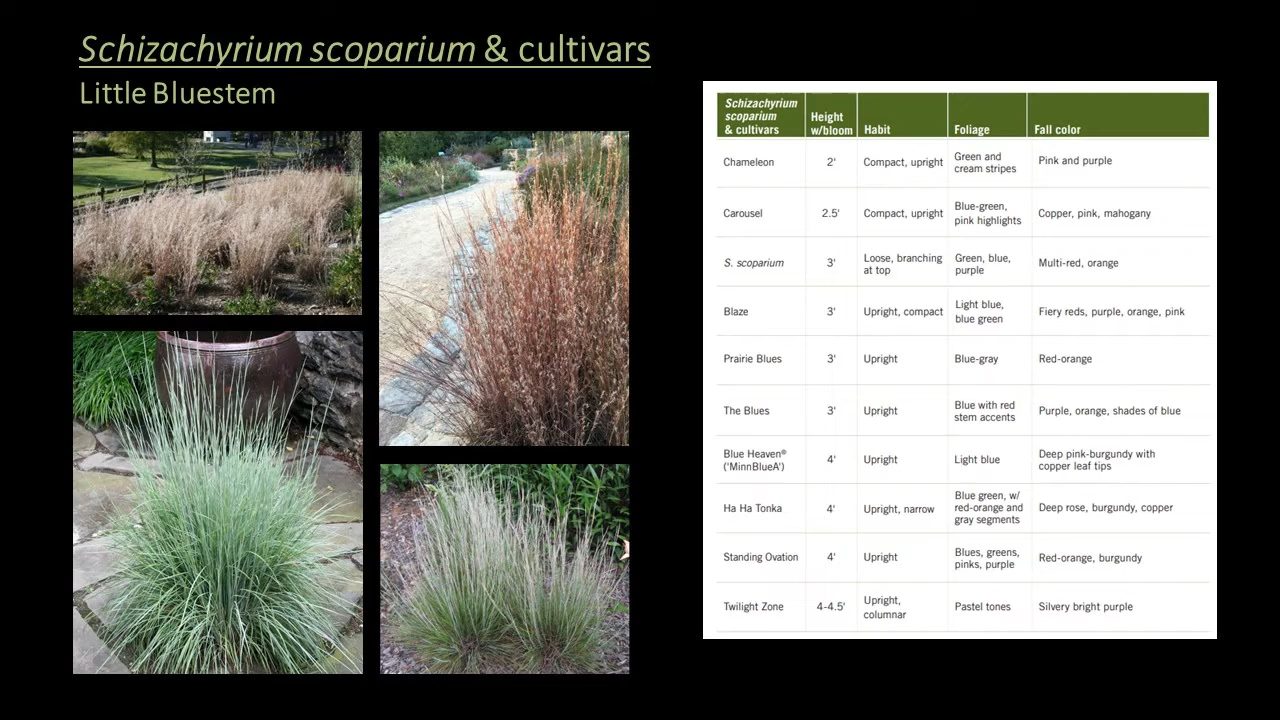 Schizachyrium scoparium & cultivars
Little Bluestem
Schizachyrium
scoparium
& cultivars
Height
w/bloom
Habit
Foliage
Fall color
Chameleon
2'
Compact, upright
Green and
cream stripes
Pink and purple
Carousel
2.5'
Compact, upright
Blue-green,
pink highlights
Copper, pink, mahogany
S. scoparium
3'
Loose, branching
at top
Green, blue,
purple
Multi-red, orange
Blaze
3'
Upright, compact
Light blue,
blue green
Fiery reds, purple, orange, pink
Prairie Blues
3'
Upright
Blue-gray
Red-orange
The Blues
3'
Upright
Blue with red
stem accents
Purple, orange, shades of blue
Blue Heaven®
('MinnBlueA')
4'
Upright
Light blue
Deep pink-burgundy with
copper leaf tips
Ha Ha Tonka
4'
Upright, narrow
Blue green, w/
red-orange and
gray segments
Deep rose, burgundy, copper
Standing Ovation
4'
Upright
Blues, greens,
pinks, purple
Red-orange, burgundy
Twilight Zone
4-4.5'
Upright,
columnar
Pastel tones
Silvery bright purple